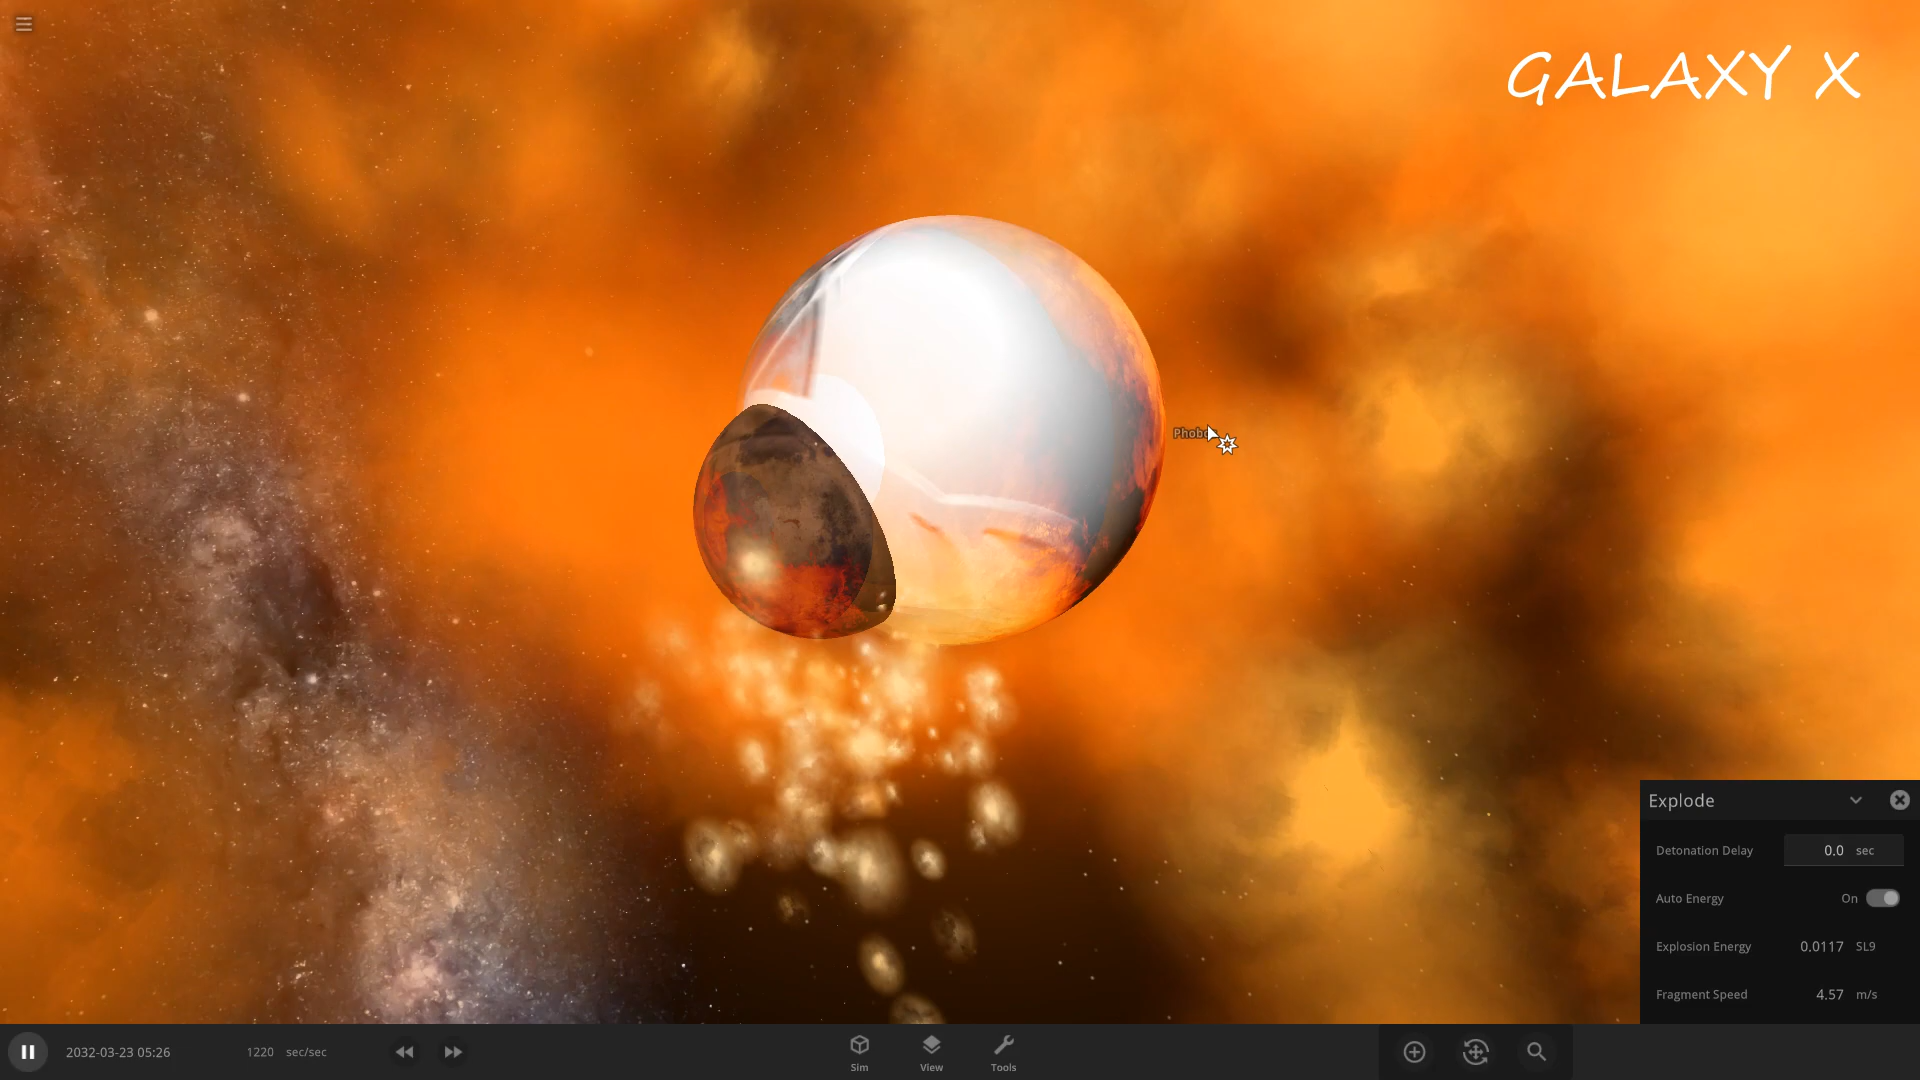 GALAXY X
Explode
Detonation Delay 0.0 sec
Auto Energy On
Explosion Energy 0.0117 SL9
Fragment Speed 4.57 m/s
2032-03-23 05:26 1220 sec/sec
Sim View Tools